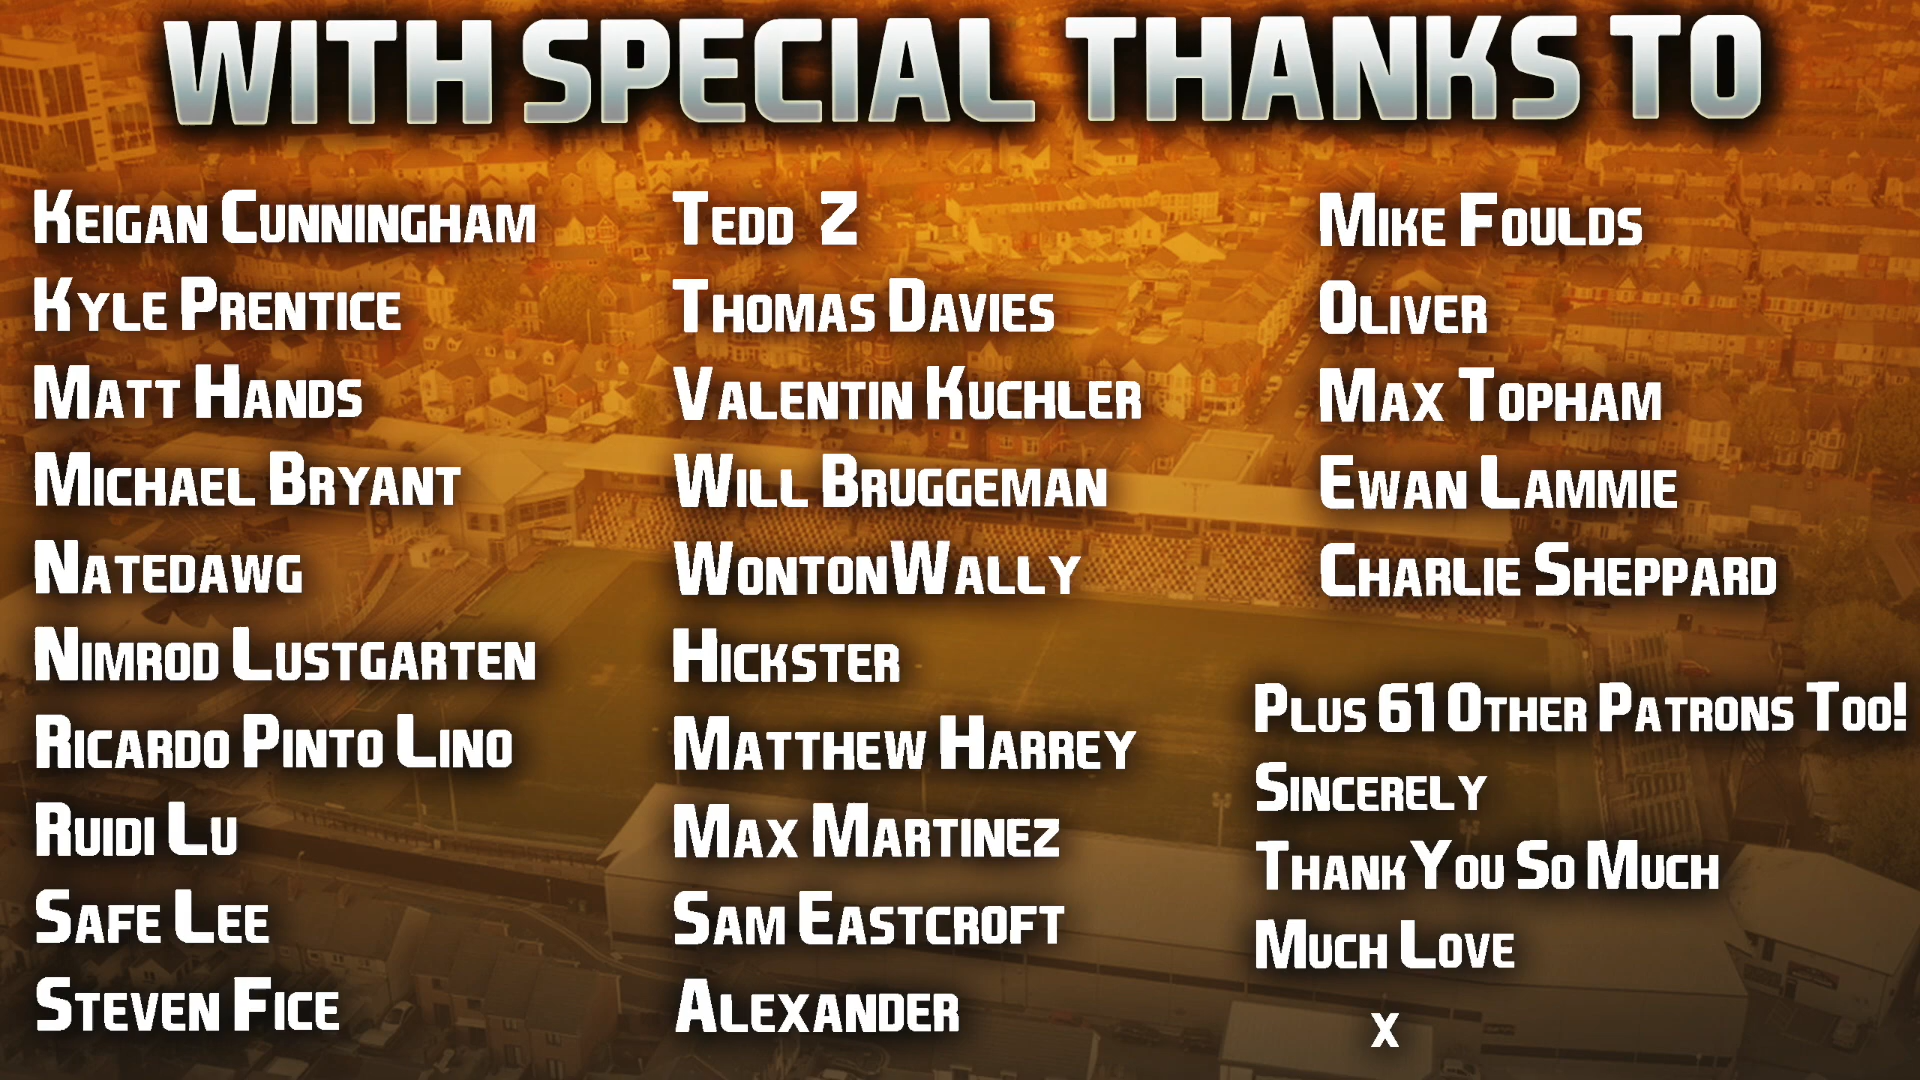 WITH SPECIAL THANKS TO
Keigan Cunningham
Kyle Prentice
Matt Hands
Michael Bryant
Natedawg
Nimrod Lustgarten
Ricardo Pinto Lino
Ruidi Lu
Safe Lee
Steven Fice
Tedd Z
Thomas Davies
Valentin Kuchler
Will Bruggeman
WontonWally
Hickster
Matthew Harrey
Max Martinez
Sam Eastcroft
Alexander
Mike Foulds
Oliver
Max Topham
Ewan Lammie
Charlie Sheppard
Plus 61 Other Patrons Too!
Sincerely
Thank You So Much
Much Love
x